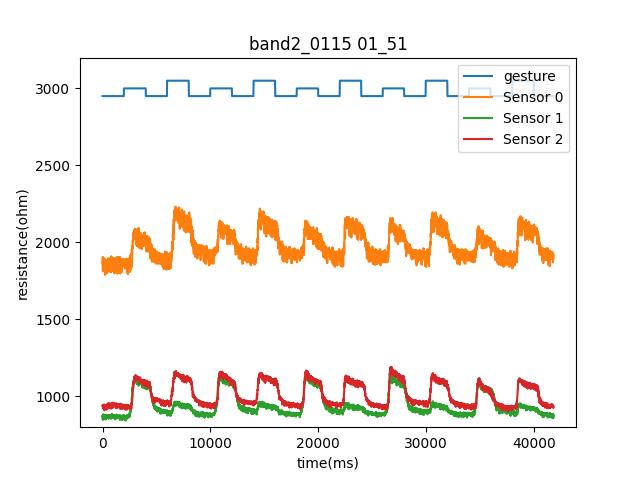 band2_0115 01_51
gesture
Sensor 0
Sensor 1
Sensor 2
3000
2500
2000
1500
1000
resistance(ohm)
0 10000 20000 30000 40000
time(ms)